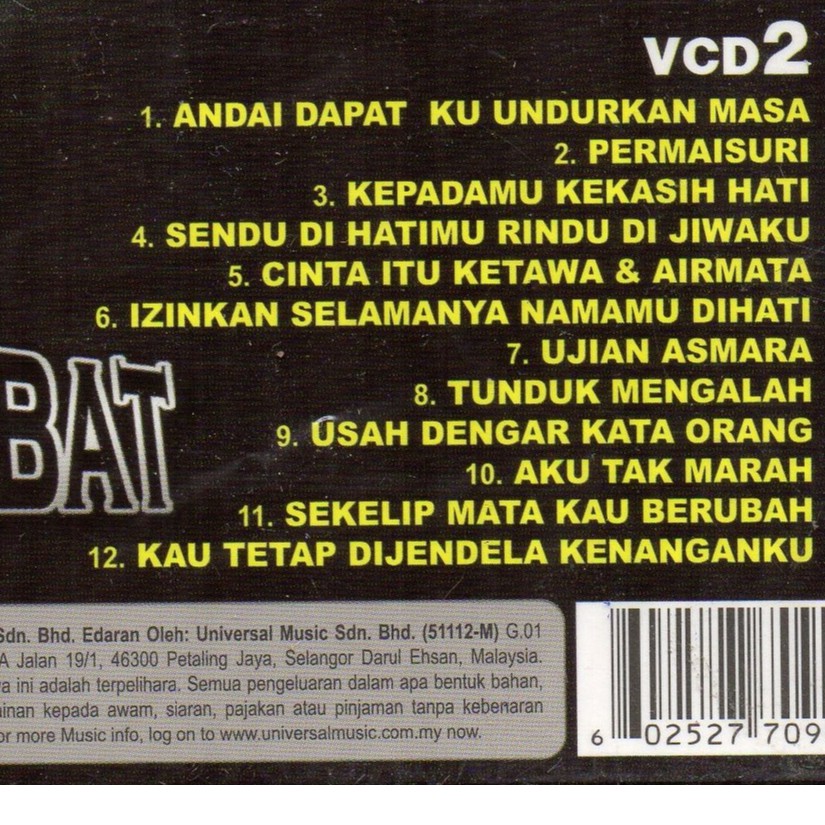 VCD2
1. ANDAI DAPAT KU UNDURKAN MASA
2. PERMAISURI
3. KEPADAMU KEKASIH HATI
4. SENDU DI HATIMU RINDU DI JIWAKU
5. CINTA ITU KETAWA & AIRMATA
6. IZINKAN SELAMANYA NAMAMU DIHATI
7. UJIAN ASMARA
8. TUNDUK MENGALAH
9. USAH DENGAR KATA ORANG
10. AKU TAK MARAH
11. SEKELIP MATA KAU BERUBAH
12. KAU TETAP DIJENDELA KENANGANKU
BAT
Sdn. Bhd. Edaran Oleh: Universal Music Sdn. Bhd. (51112-M) G.01
A Jalan 19/1, 46300 Petaling Jaya, Selangor Darul Ehsan, Malaysia.
a ini adalah terpelihara. Semua pengeluaran dalam apa bentuk bahan,
inan kepada awam, siaran, pajakan atau pinjaman tanpa kebenaran
or more Music info, log on to www.universalmusic.com.my now.
6 02527 709